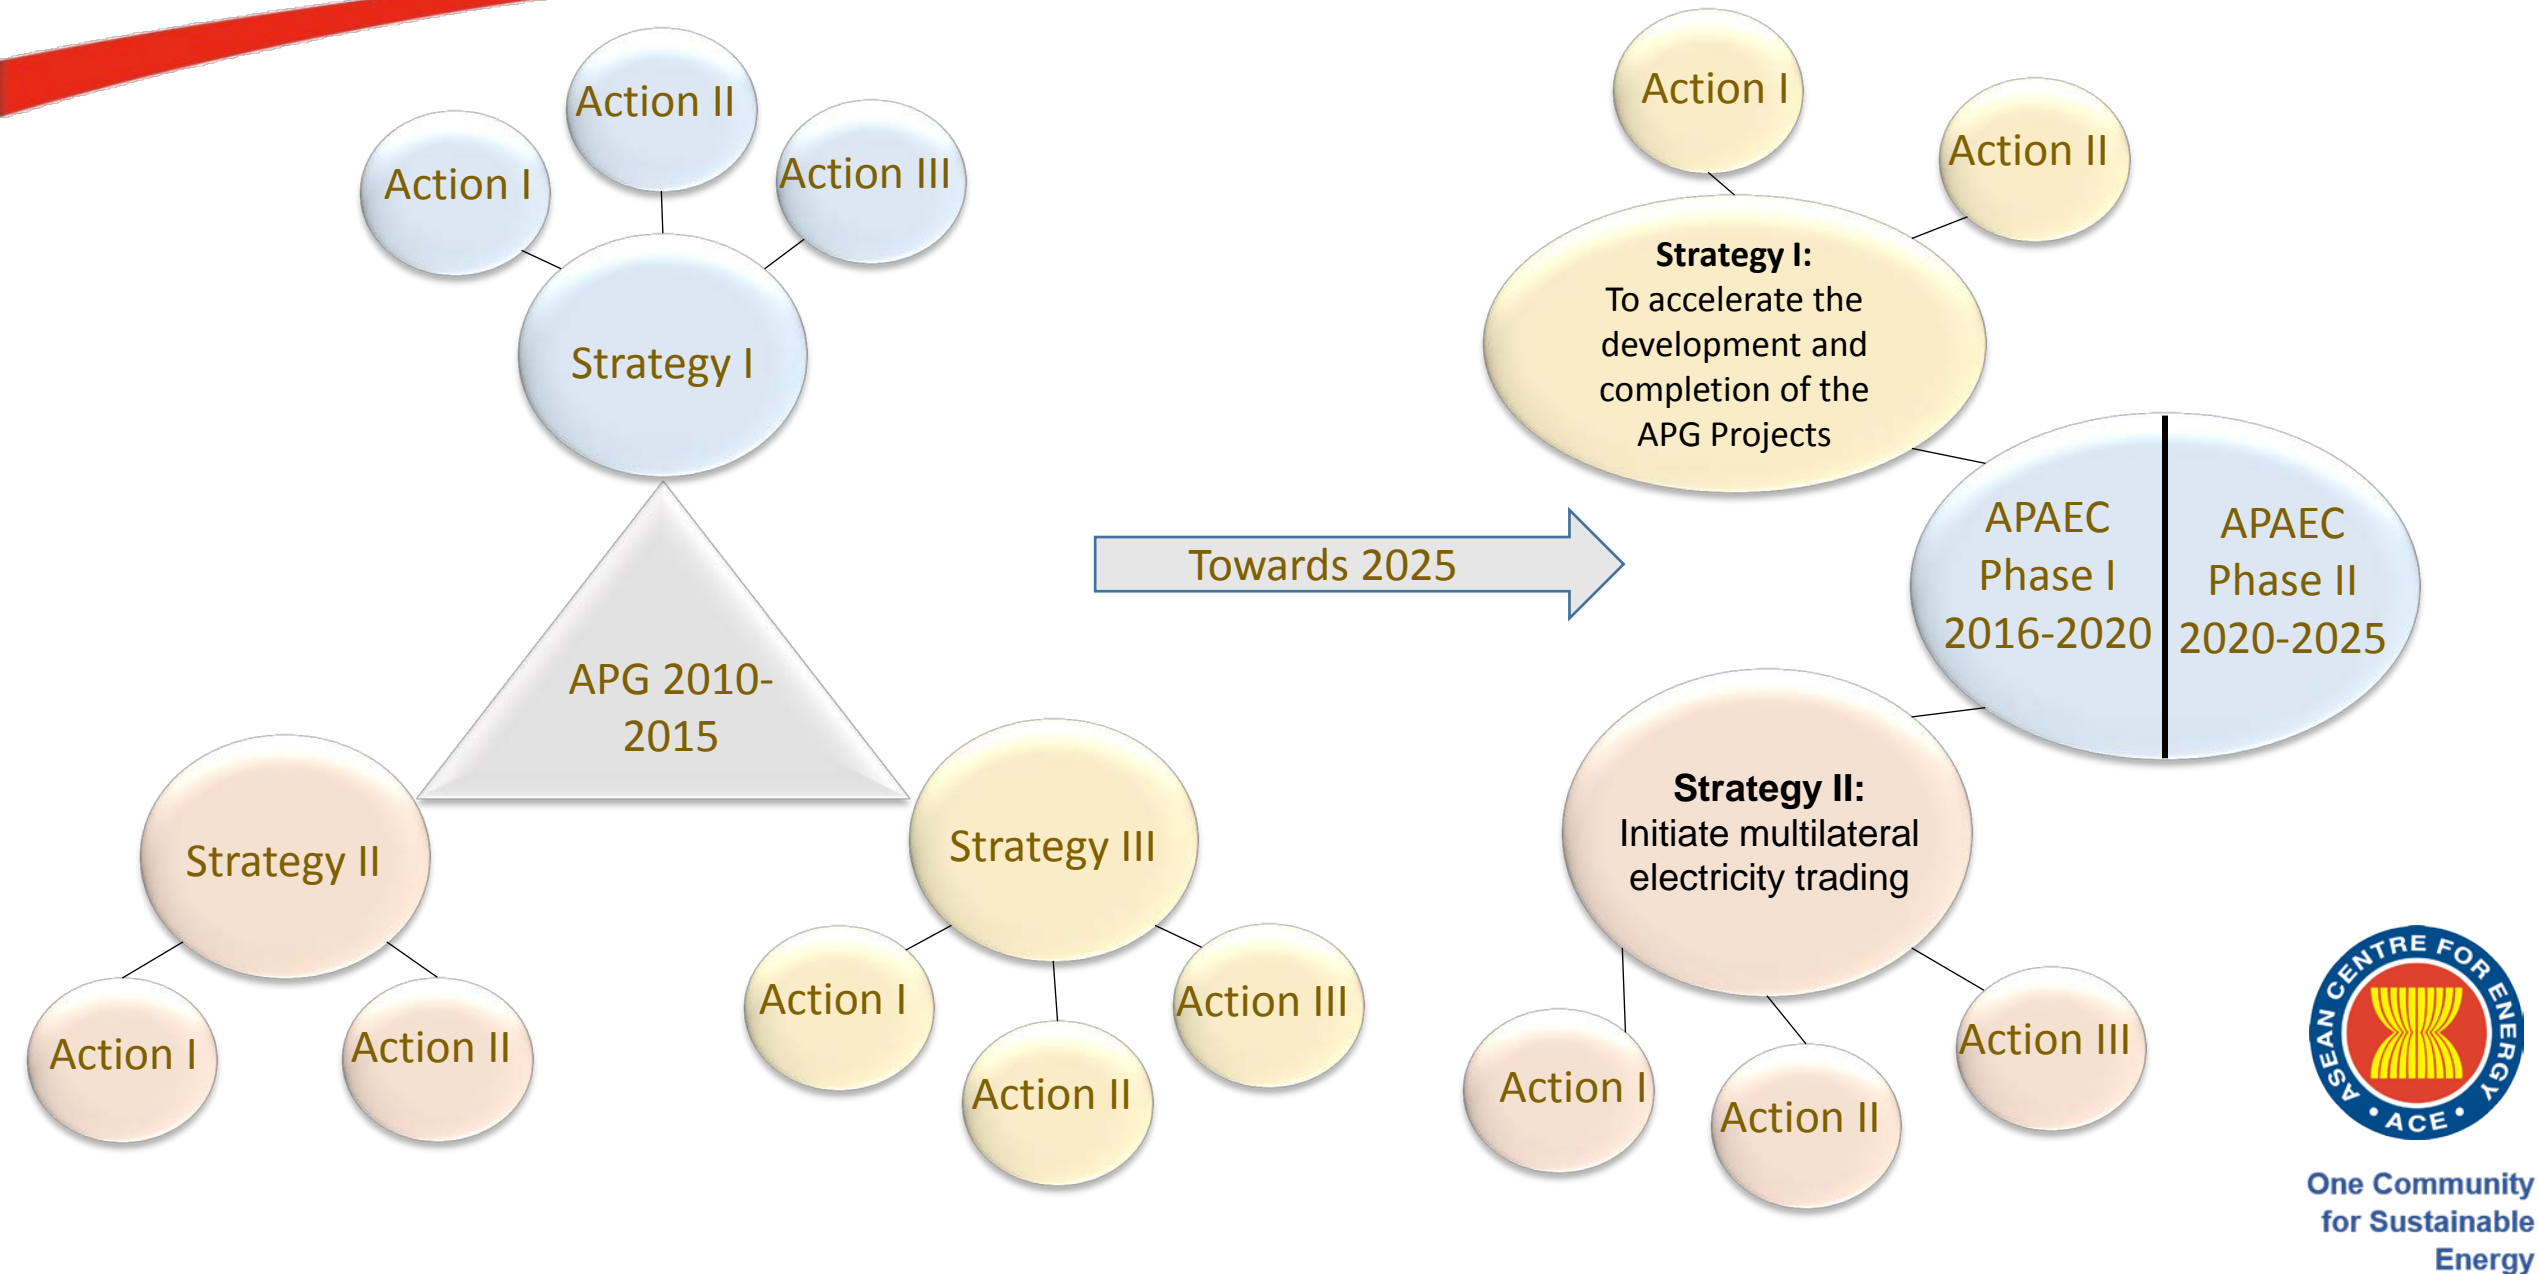 Action I
Action II
Action III
Strategy I
APG 2010-
2015
Strategy II
Action I
Action II
Strategy III
Action I
Action II
Action III
Towards 2025
Action I
Action II
Strategy I:
To accelerate the
development and
completion of the
APG Projects
APAEC
Phase I
2016-2020
APAEC
Phase II
2020-2025
Strategy II:
Initiate multilateral
electricity trading
Action I
Action II
Action III
ASEAN CENTRE FOR ENERGY
• ACE •
One Community
for Sustainable
Energy